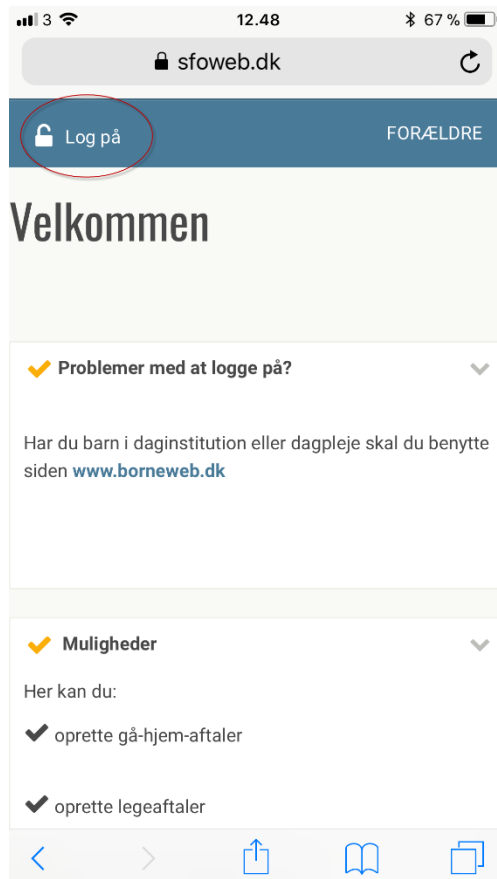 3 12.48 67 %
sfoweb.dk
Log på FORÆLDRE
Velkommen
Problemer med at logge på?
Har du barn i daginstitution eller dagpleje skal du benytte
siden www.borneweb.dk
Muligheder
Her kan du:
oprette gå-hjem-aftaler
oprette legeaftaler